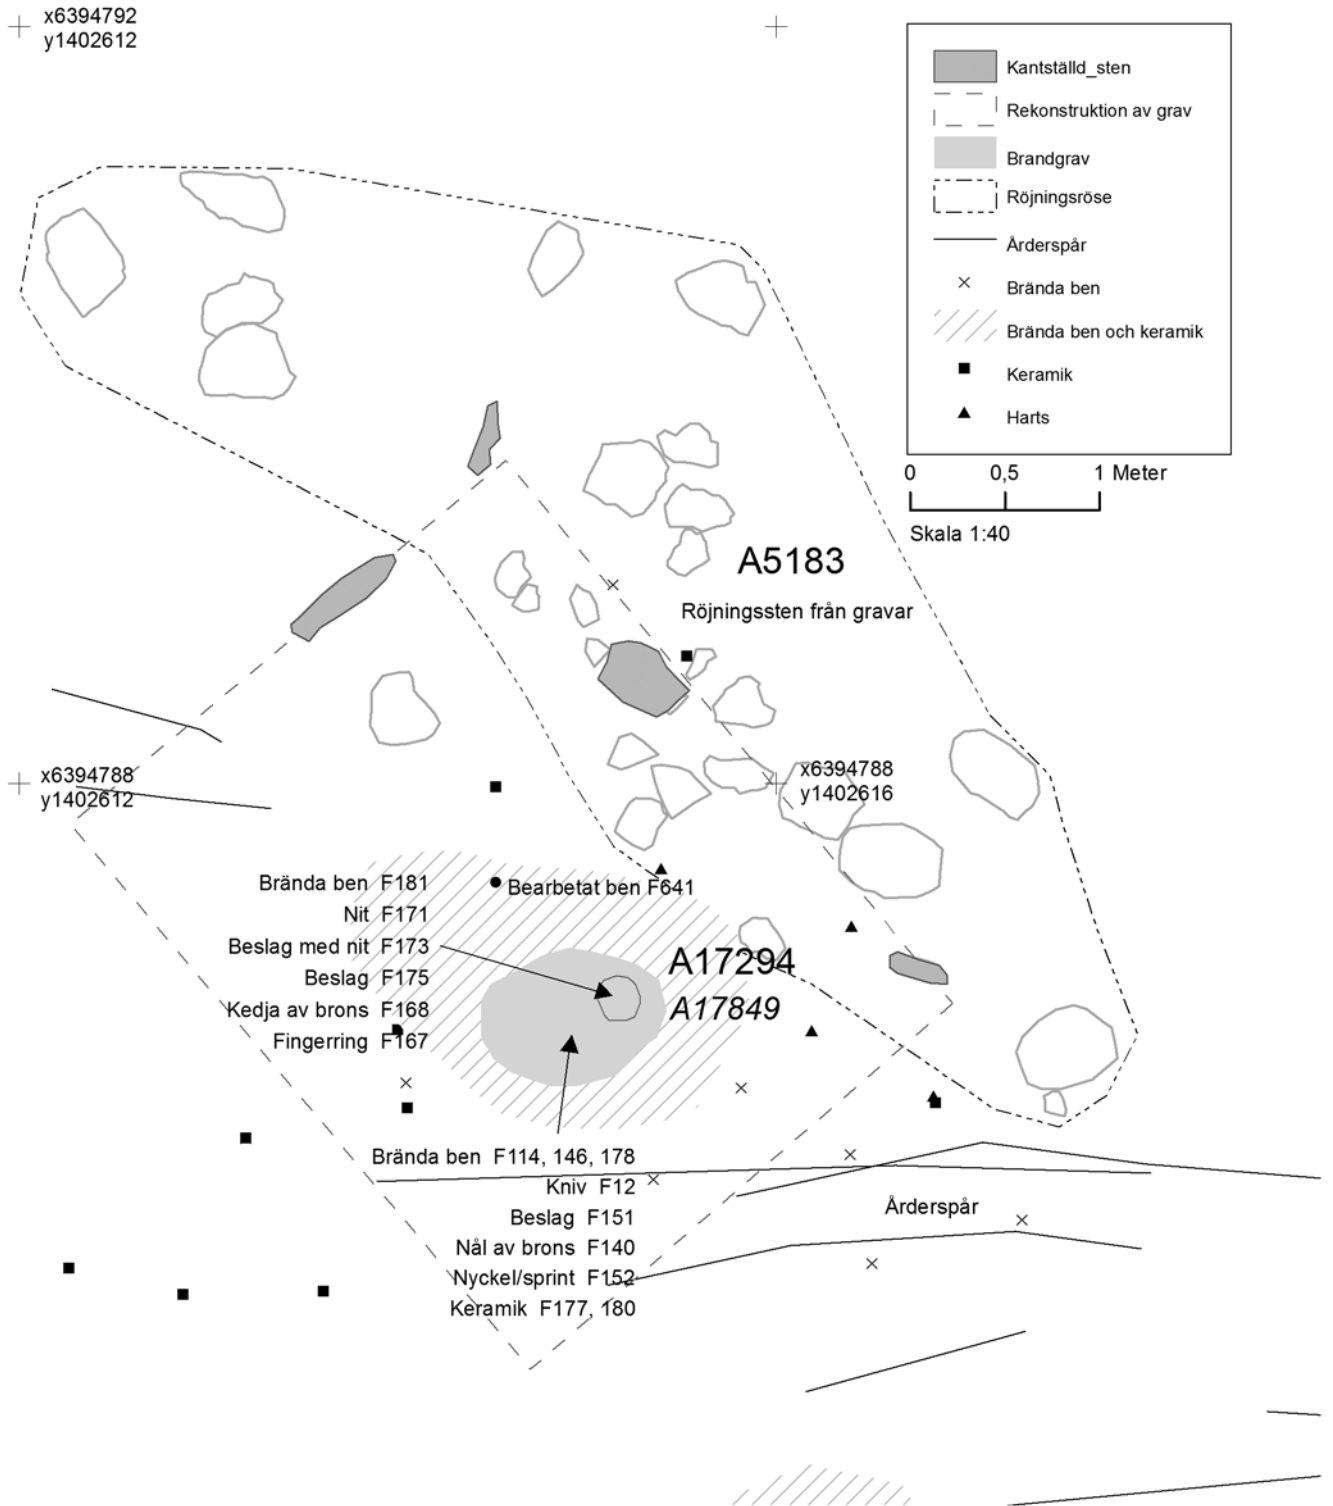 x6394792
y1402612
Kantställd_sten
Rekonstruktion av grav
Brandgrav
Röjningsröse
Årderspår
Brända ben
Brända ben och keramik
Keramik
Harts
0 0,5 1 Meter
Skala 1:40
A5183
Röjningssten från gravar
x6394788
y1402612
x6394788
y1402616
Brända ben F181
Nit F171
Beslag med nit F173
Beslag F175
Kedja av brons F168
Fingerring F167
Bearbetat ben F641
A17294
A17849
Brända ben F114, 146, 178
Kniv F12
Beslag F151
Nål av brons F140
Nyckel/sprint F152
Keramik F177, 180
Årderspår